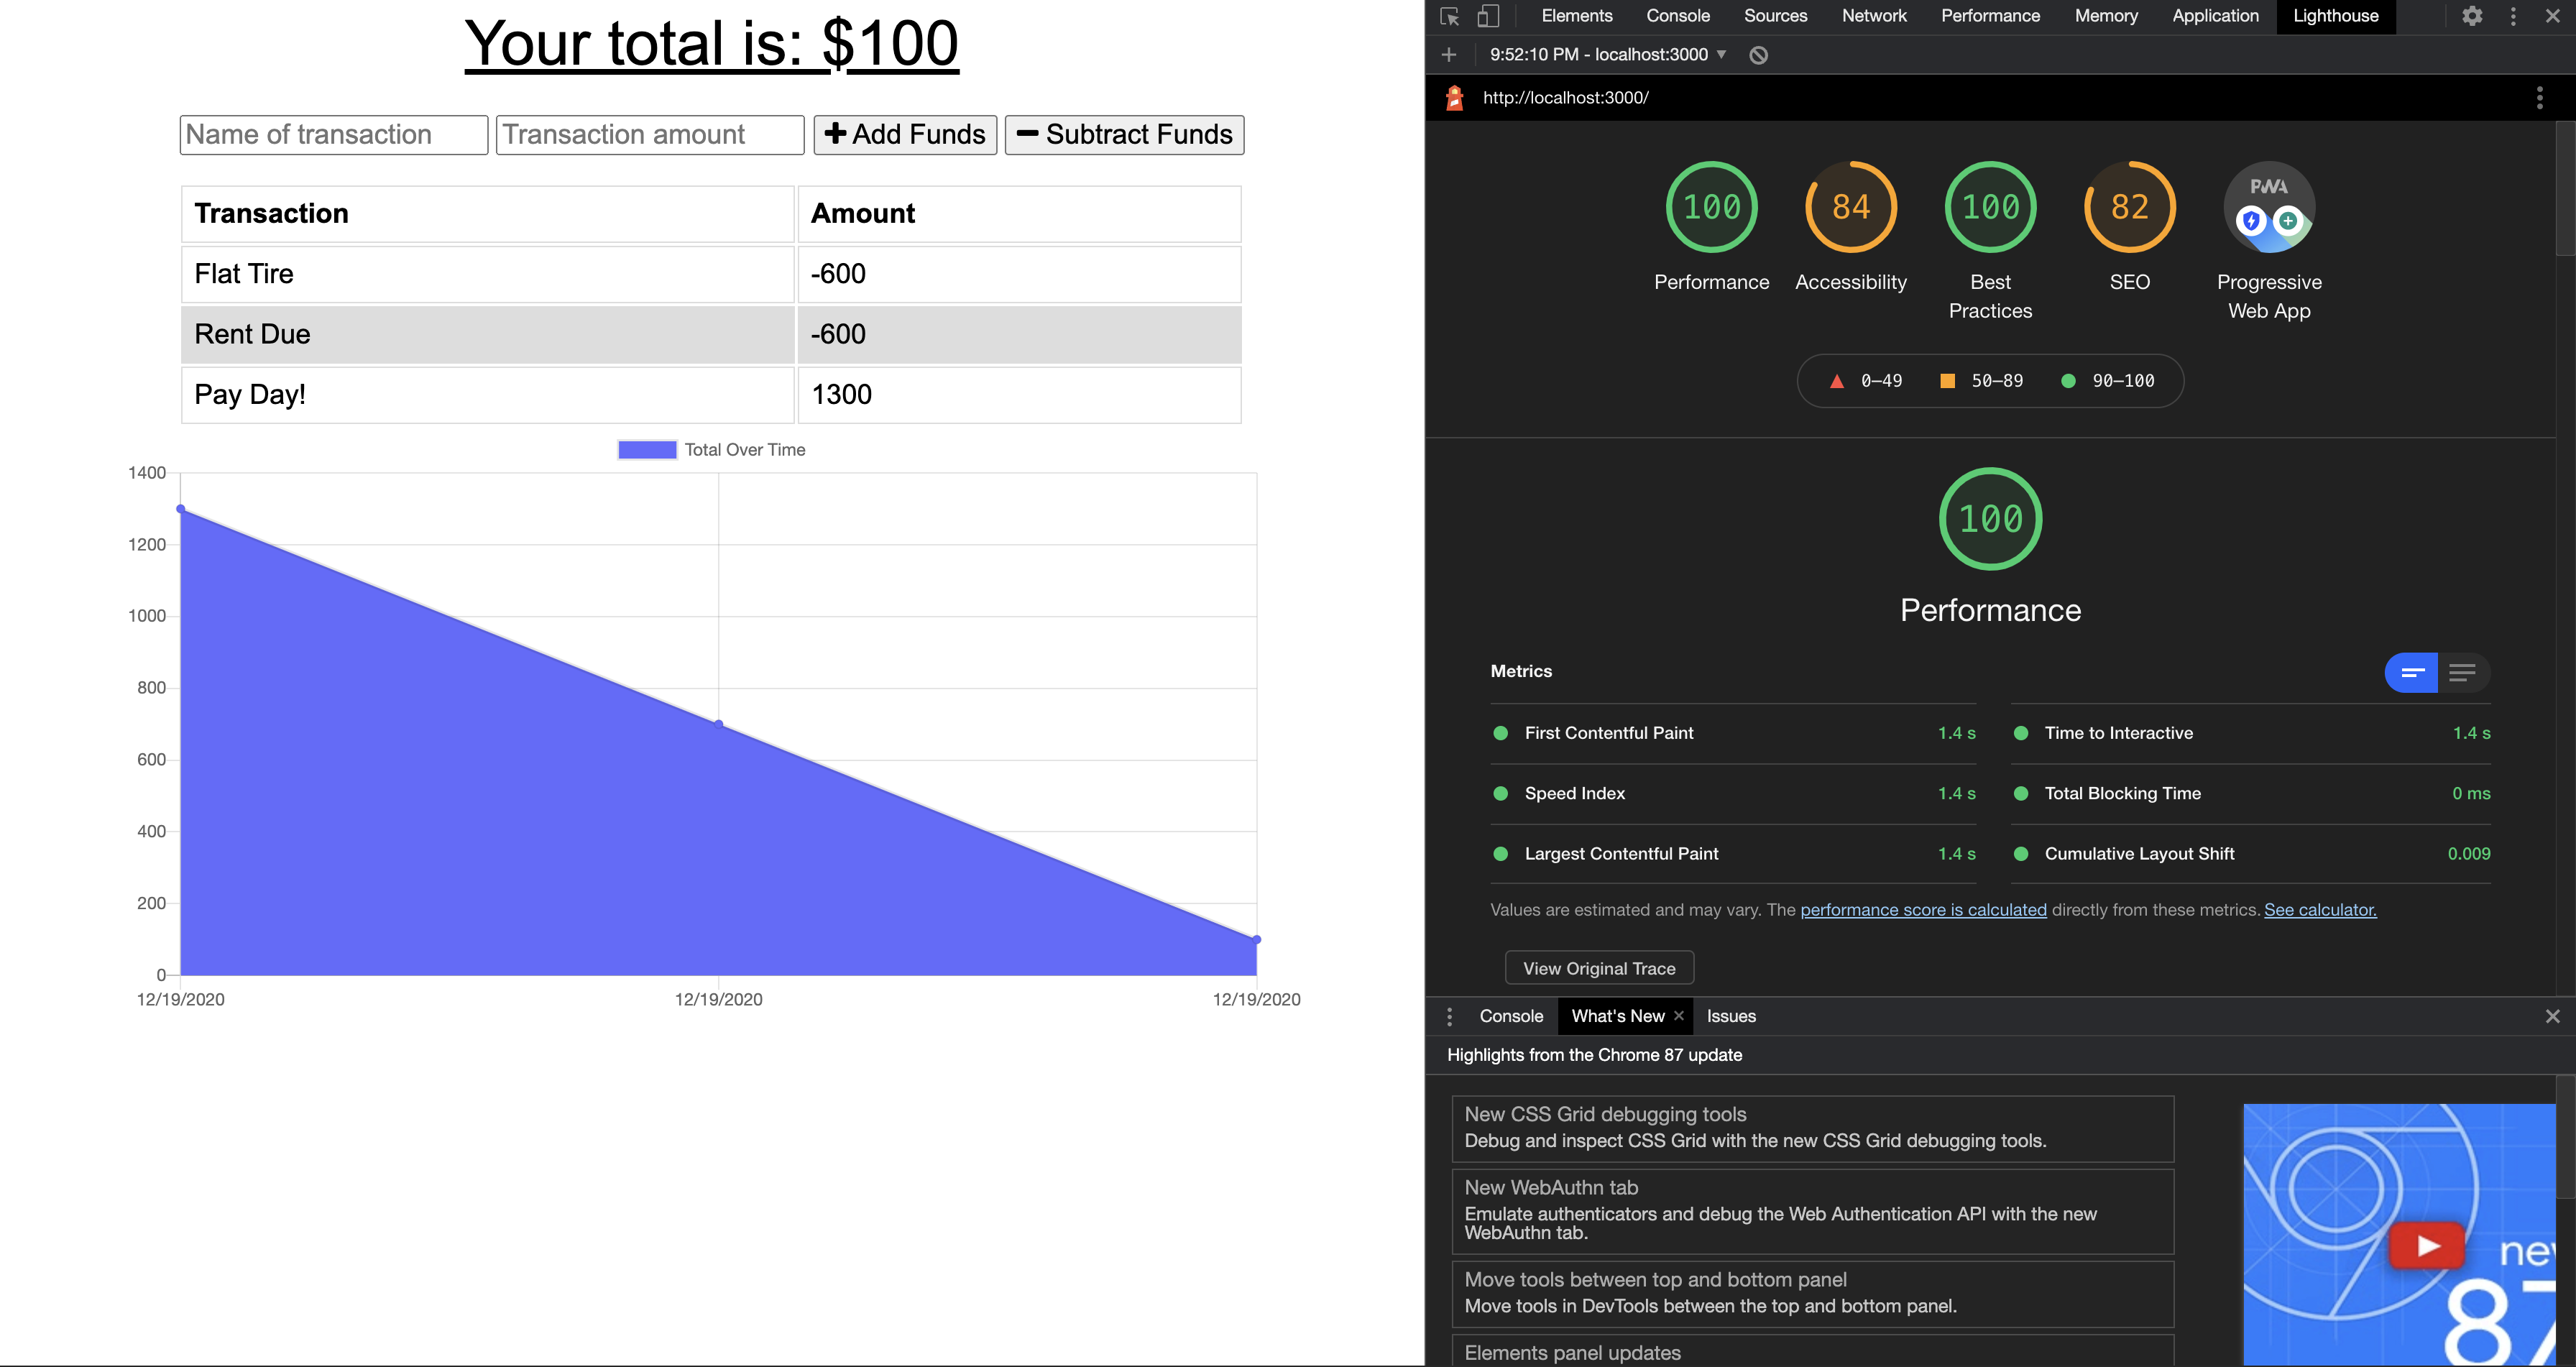 Your total is: $100
Name of transaction Transaction amount Add Funds Subtract Funds
Transaction Amount
Flat Tire -600
Rent Due -600
Pay Day! 1300
Total Over Time
1400
1200
1000
800
600
400
200
0
12/19/2020 12/19/2020 12/19/2020
Elements Console Sources Network Performance Memory Application Lighthouse
9:52:10 PM - localhost:3000
http://localhost:3000/
100 84 100 82 PWA
Performance Accessibility Best Practices SEO Progressive Web App
0–49 50–89 90–100
100
Performance
Metrics
First Contentful Paint 1.4 s Time to Interactive 1.4 s
Speed Index 1.4 s Total Blocking Time 0 ms
Largest Contentful Paint 1.4 s Cumulative Layout Shift 0.009
Values are estimated and may vary. The performance score is calculated directly from these metrics. See calculator.
View Original Trace
Console What's New Issues
Highlights from the Chrome 87 update
New CSS Grid debugging tools
Debug and inspect CSS Grid with the new CSS Grid debugging tools.
New WebAuthn tab
Emulate authenticators and debug the Web Authentication API with the new
WebAuthn tab.
Move tools between top and bottom panel
Move tools in DevTools between the top and bottom panel.
Elements panel updates
87